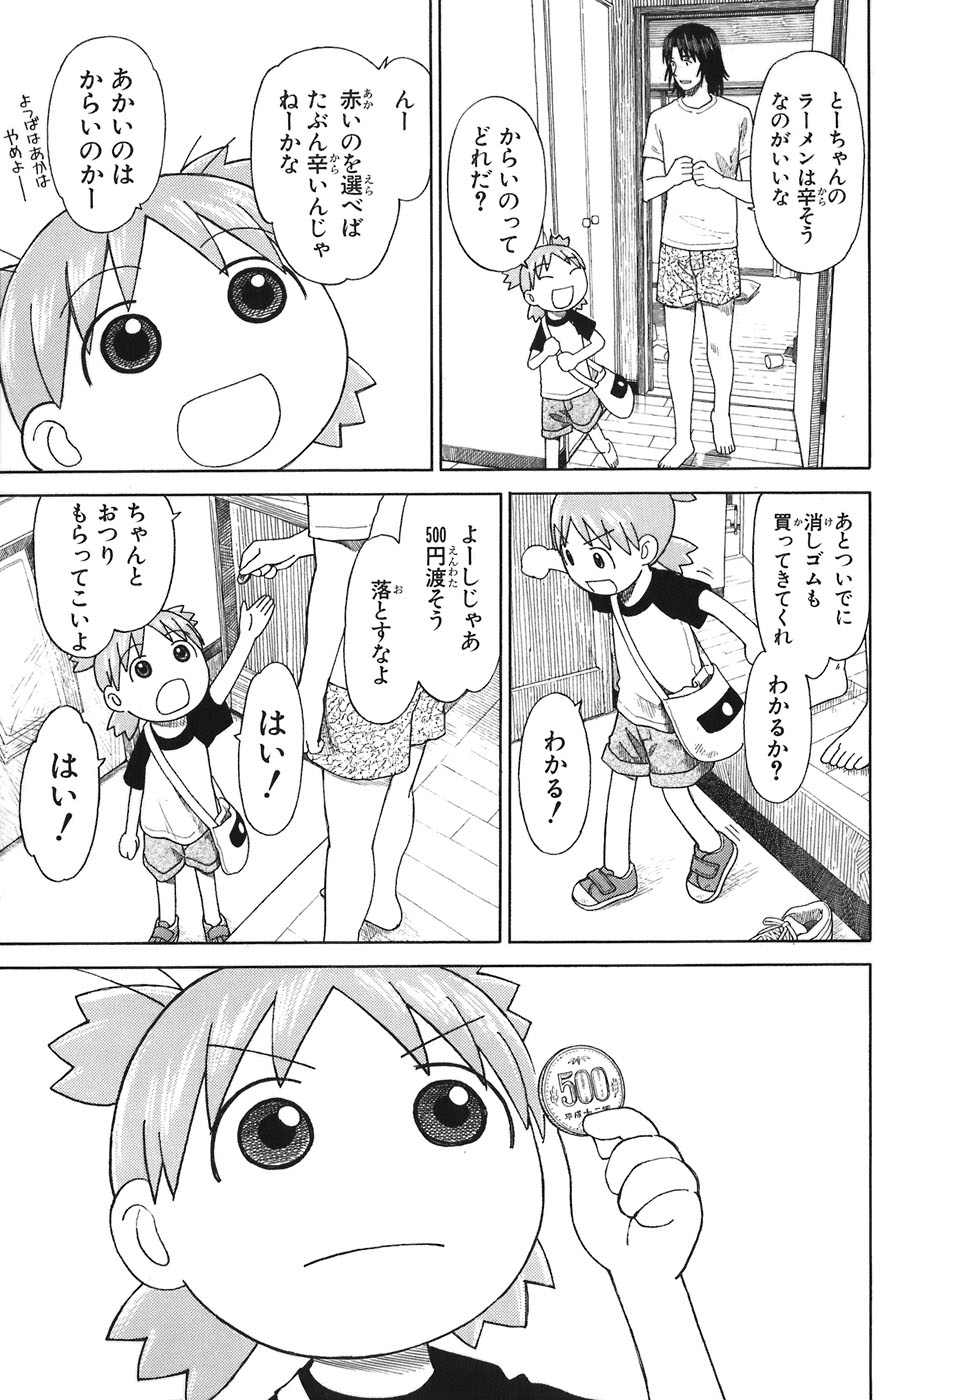 とーちゃんの
ラーメンは辛そう
なのがいいな
からいのって
どれだ?
んー
赤いのを選べば
たぶん辛いんじゃ
ねーかな
あかいのは
からいのかー
よつばはあかは
やめよー
あとついでに
消しゴムも
買ってきてくれ
わかるか?
わかる!
よーしじゃあ
500円渡そう
落とすなよ
はい!
ちゃんと
おつり
もらってこいよ
はい!
500
平成十二年